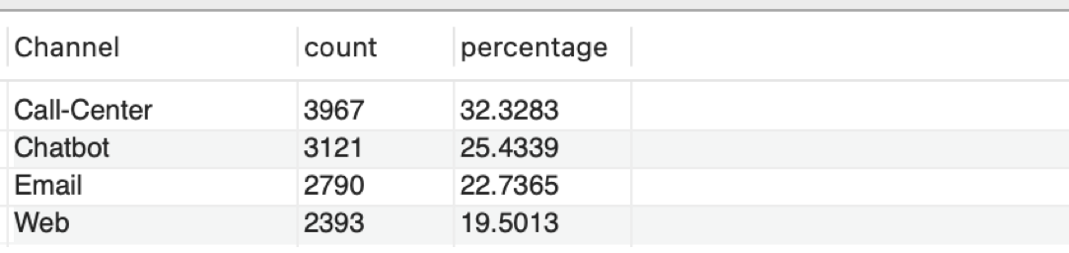 Channel count percentage
Call-Center 3967 32.3283
Chatbot 3121 25.4339
Email 2790 22.7365
Web 2393 19.5013